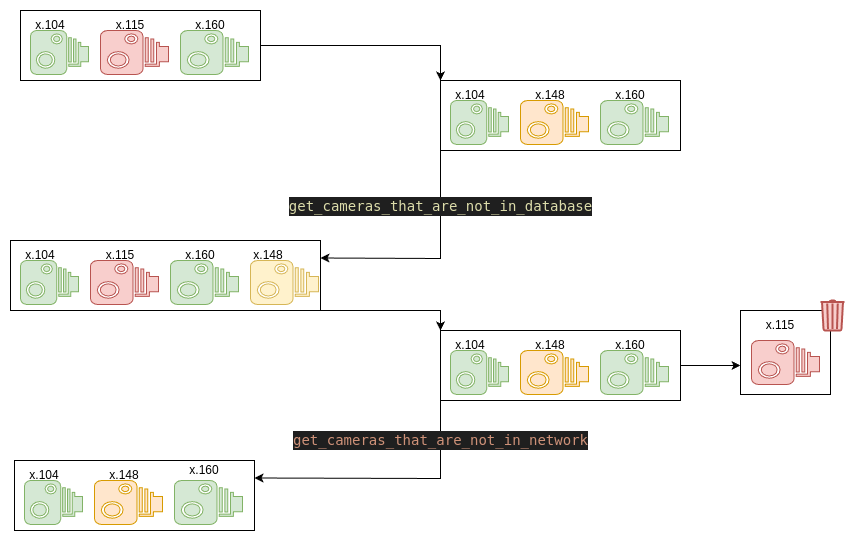 x.104 x.115 x.160
x.104 x.148 x.160
get_cameras_that_are_not_in_database
x.104 x.115 x.160 x.148
x.115
x.104 x.148 x.160
get_cameras_that_are_not_in_network
x.104 x.148 x.160